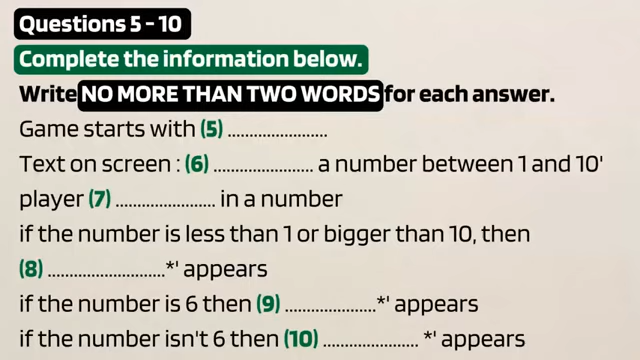 Questions 5 - 10
Complete the information below.
Write NO MORE THAN TWO WORDS for each answer.
Game starts with (5) ......................
Text on screen : (6) ...................... a number between 1 and 10'
player (7) ...................... in a number
if the number is less than 1 or bigger than 10, then
(8) ..........................*' appears
if the number is 6 then (9) ....................*' appears
if the number isn't 6 then (10) ..................... *' appears